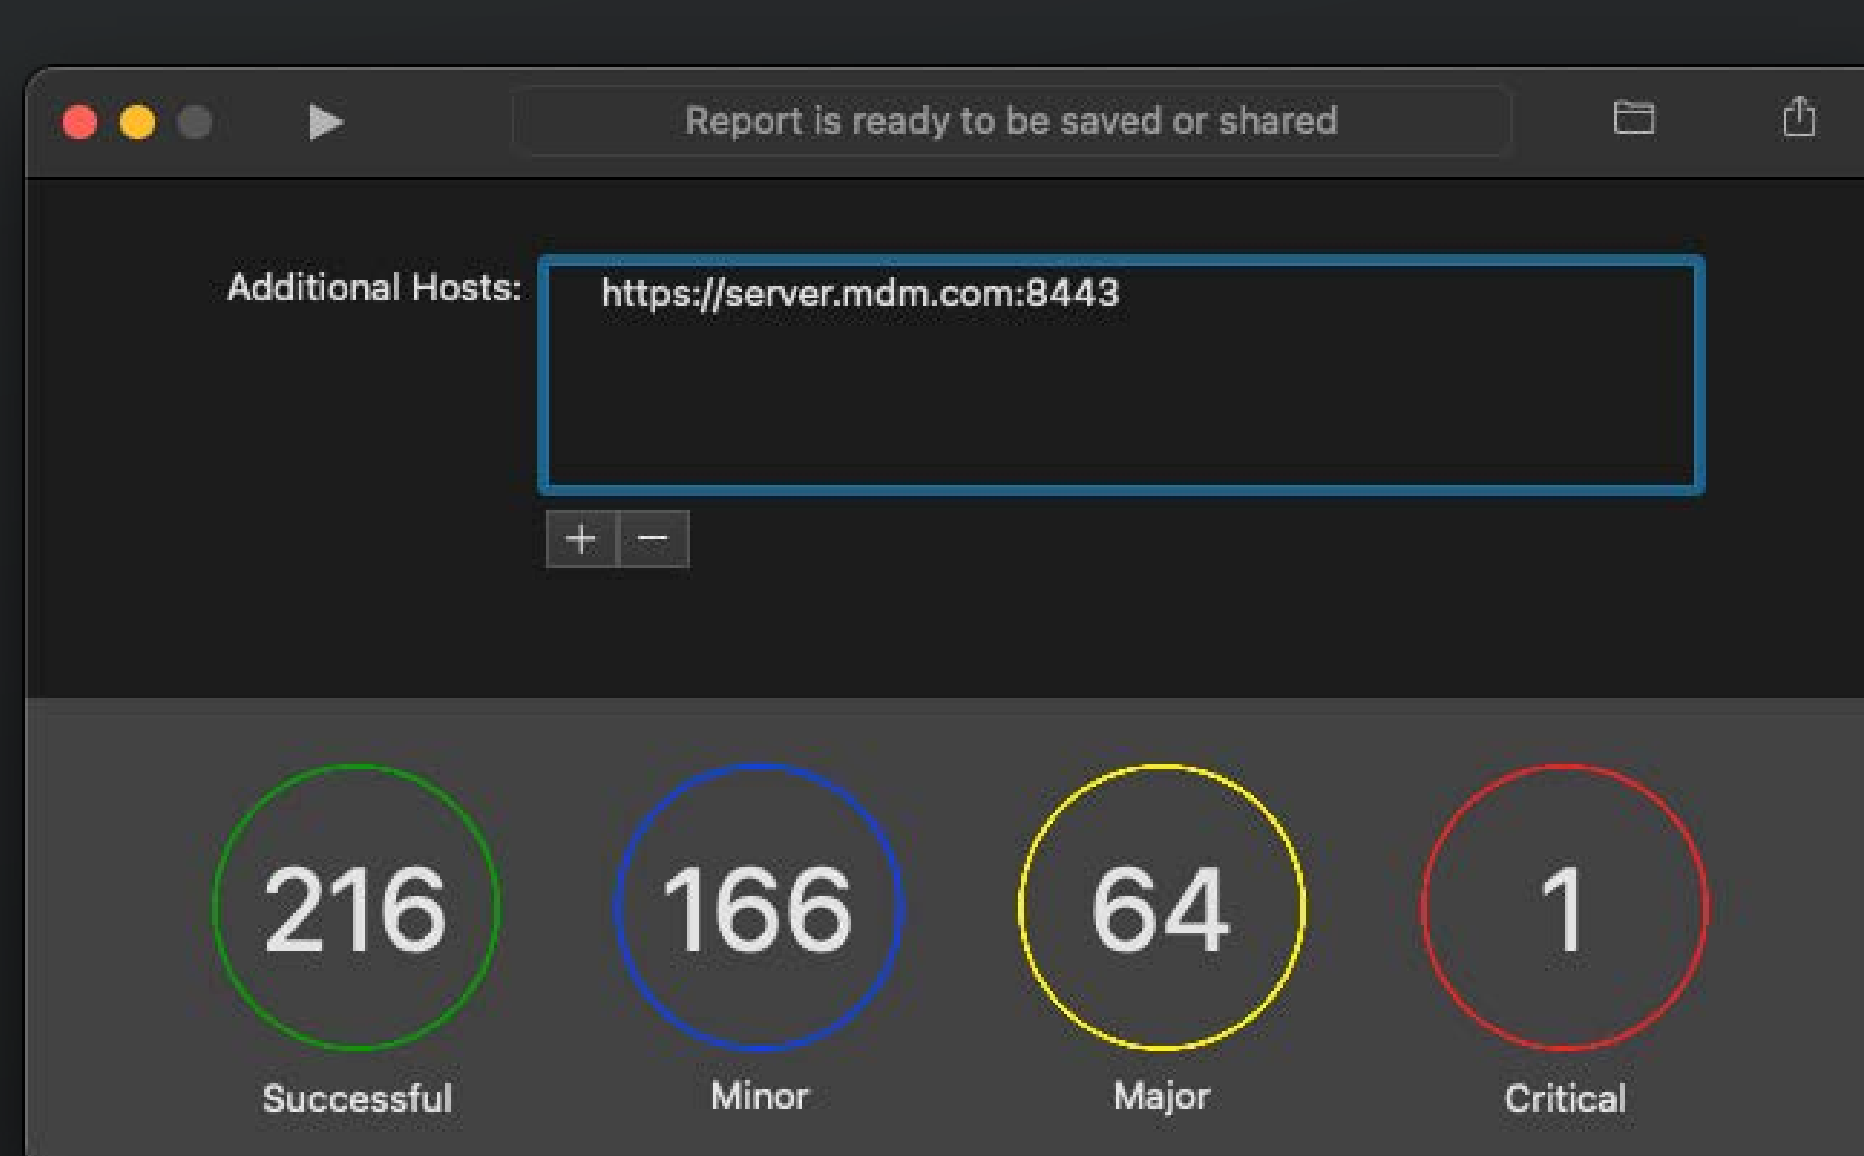 Report is ready to be saved or shared
Additional Hosts:
https://server.mdm.com:8443
216
166
64
1
Successful
Minor
Major
Critical